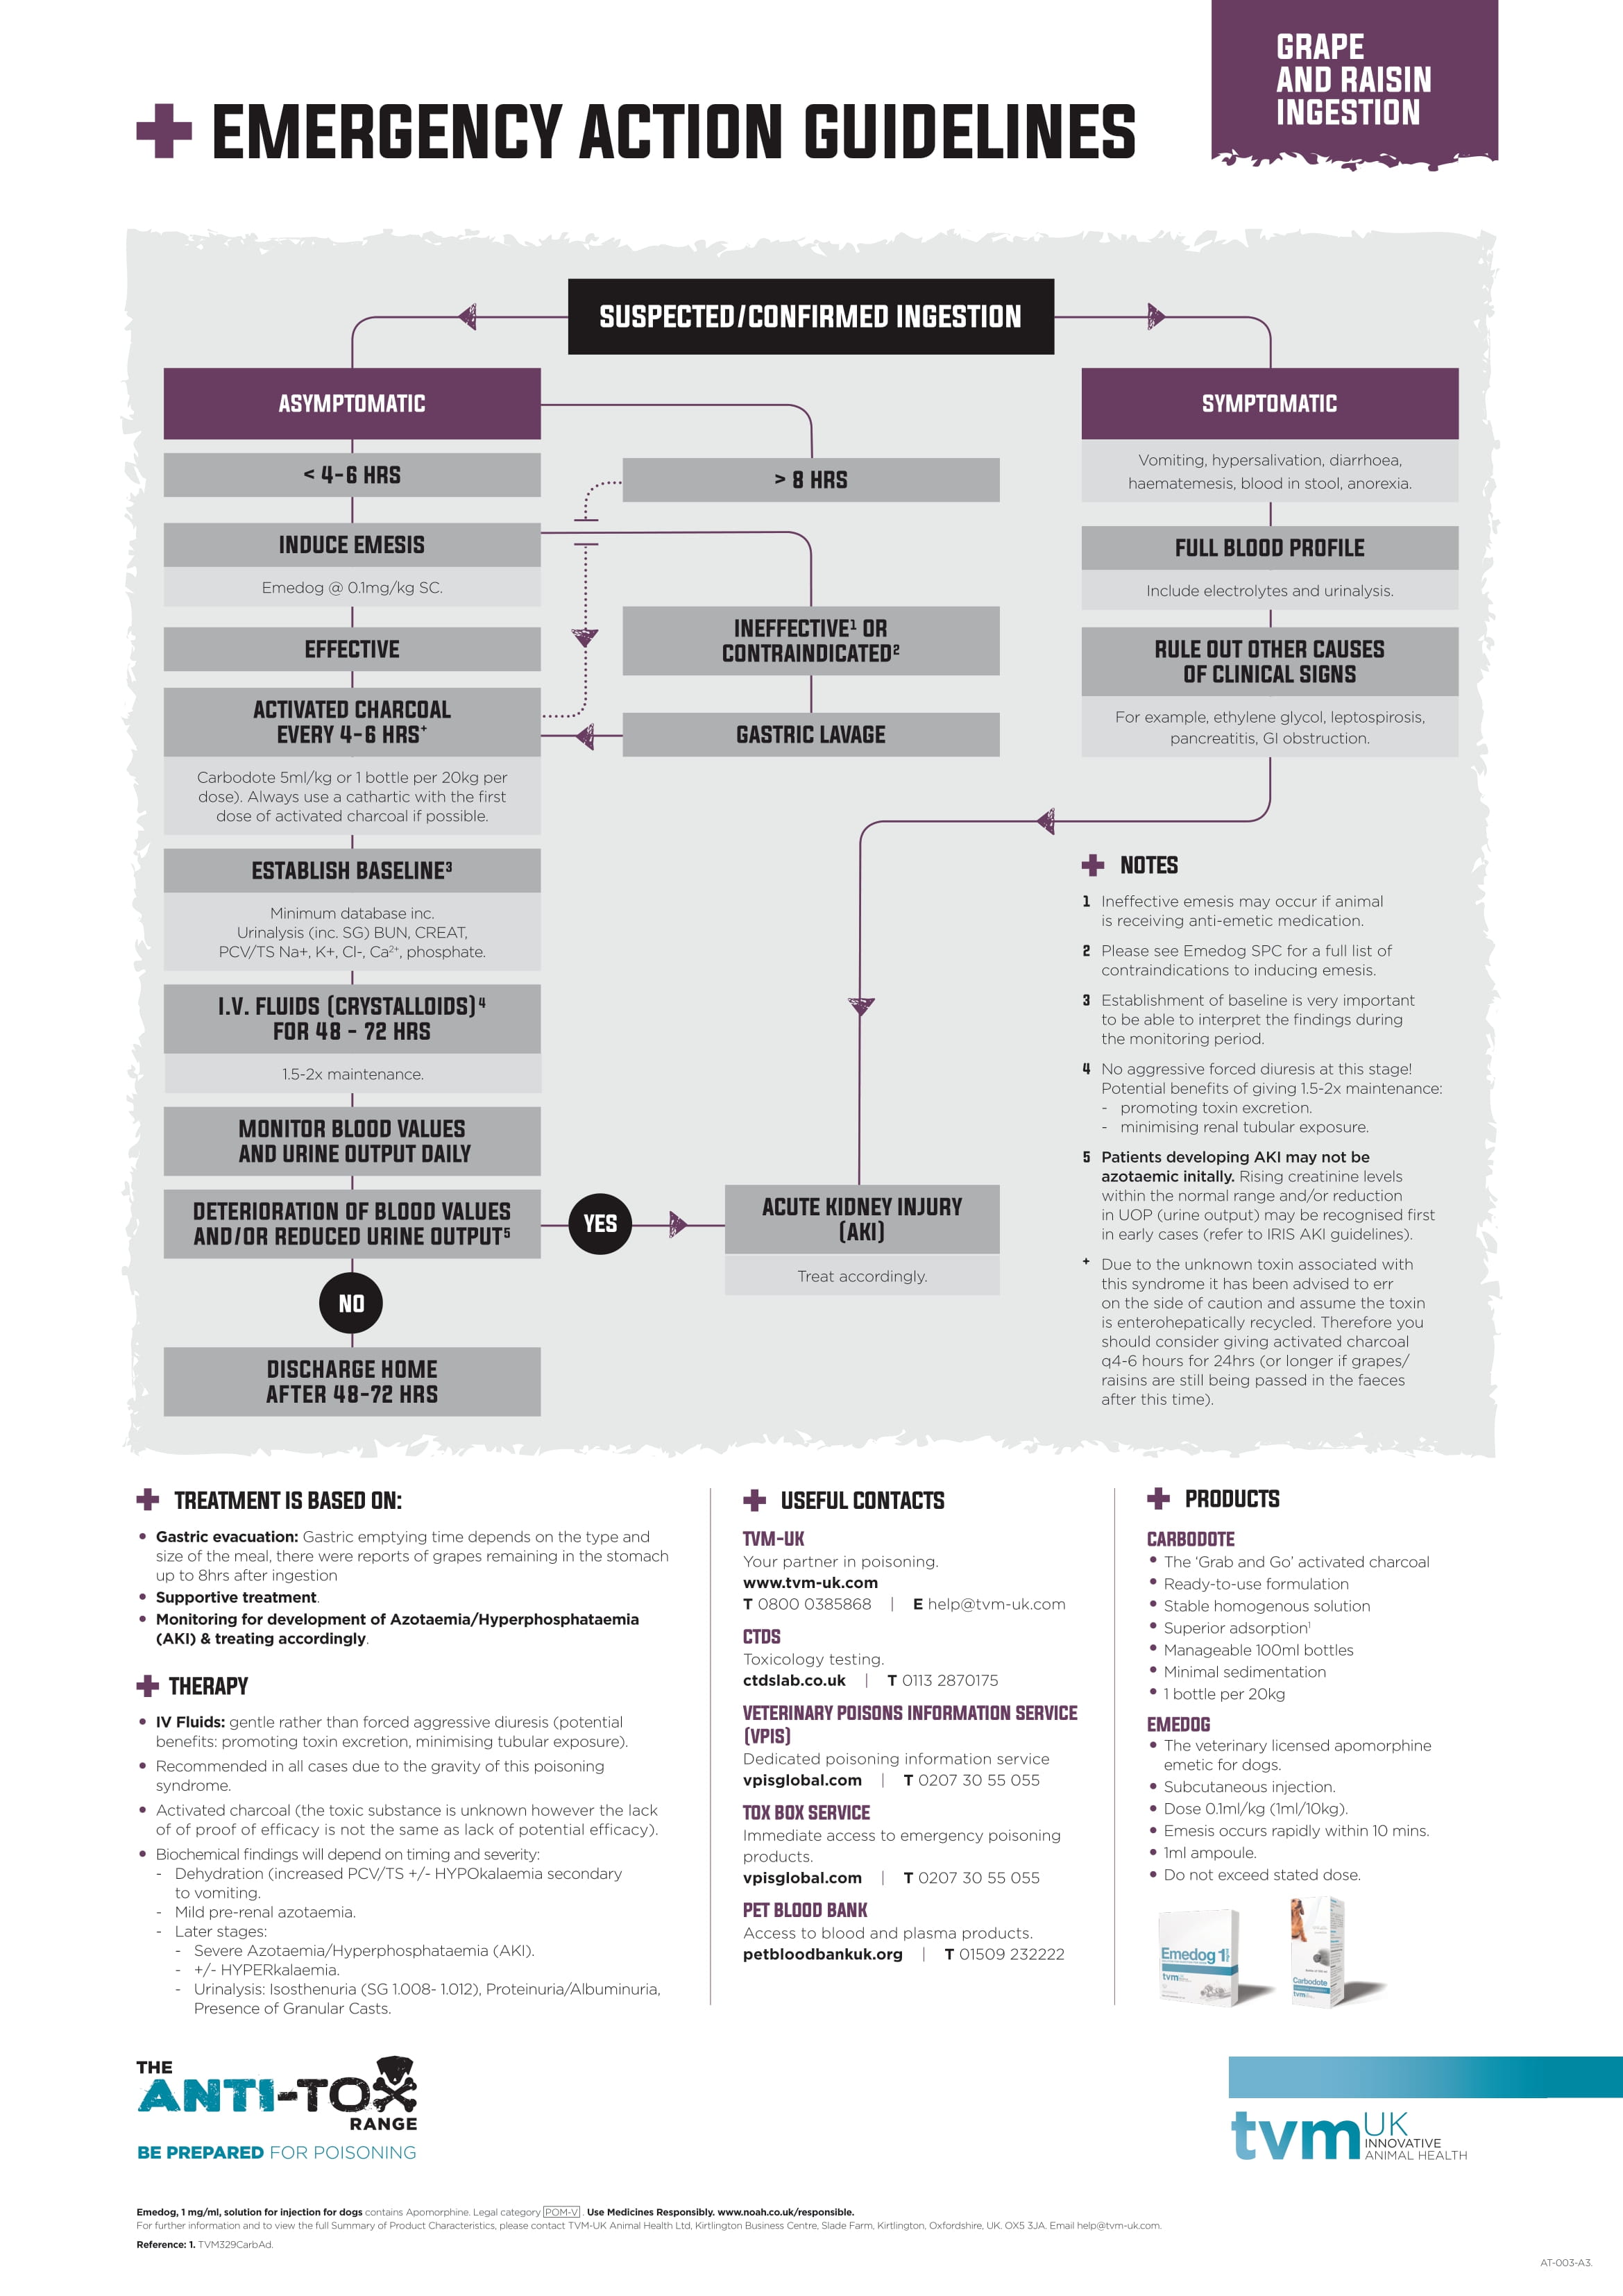 GRAPE
AND RAISIN
INGESTION
EMERGENCY ACTION GUIDELINES
SUSPECTED/CONFIRMED INGESTION
ASYMPTOMATIC
< 4-6 HRS
INDUCE EMESIS
Emedog @ 0.1mg/kg SC.
EFFECTIVE
ACTIVATED CHARCOAL
EVERY 4-6 HRS+
Carbodote 5ml/kg or 1 bottle per 20kg per
dose). Always use a cathartic with the first
dose of activated charcoal if possible.
ESTABLISH BASELINE3
Minimum database inc.
Urinalysis (inc. SG) BUN, CREAT,
PCV/TS Na+, K+, Cl-, Ca2+, phosphate.
I.V. FLUIDS (CRYSTALLOIDS)4
FOR 48 - 72 HRS
1.5-2x maintenance.
MONITOR BLOOD VALUES
AND URINE OUTPUT DAILY
DETERIORATION OF BLOOD VALUES
AND/OR REDUCED URINE OUTPUT5
NO
DISCHARGE HOME
AFTER 48-72 HRS
> 8 HRS
INEFFECTIVE1 OR
CONTRAINDICATED2
GASTRIC LAVAGE
YES
ACUTE KIDNEY INJURY
(AKI)
Treat accordingly.
SYMPTOMATIC
Vomiting, hypersalivation, diarrhoea,
haematemesis, blood in stool, anorexia.
FULL BLOOD PROFILE
Include electrolytes and urinalysis.
RULE OUT OTHER CAUSES
OF CLINICAL SIGNS
For example, ethylene glycol, leptospirosis,
pancreatitis, GI obstruction.
NOTES
1 Ineffective emesis may occur if animal
is receiving anti-emetic medication.
2 Please see Emedog SPC for a full list of
contraindications to inducing emesis.
3 Establishment of baseline is very important
to be able to interpret the findings during
the monitoring period.
4 No aggressive forced diuresis at this stage!
Potential benefits of giving 1.5-2x maintenance:
- promoting toxin excretion.
- minimising renal tubular exposure.
5 Patients developing AKI may not be
azotaemic initally. Rising creatinine levels
within the normal range and/or reduction
in UOP (urine output) may be recognised first
in early cases (refer to IRIS AKI guidelines).
+ Due to the unknown toxin associated with
this syndrome it has been advised to err
on the side of caution and assume the toxin
is enterohepatically recycled. Therefore you
should consider giving activated charcoal
q4-6 hours for 24hrs (or longer if grapes/
raisins are still being passed in the faeces
after this time).
TREATMENT IS BASED ON:
• Gastric evacuation: Gastric emptying time depends on the type and
size of the meal, there were reports of grapes remaining in the stomach
up to 8hrs after ingestion
• Supportive treatment.
• Monitoring for development of Azotaemia/Hyperphosphataemia
(AKI) & treating accordingly.
THERAPY
• IV Fluids: gentle rather than forced aggressive diuresis (potential
benefits: promoting toxin excretion, minimising tubular exposure).
• Recommended in all cases due to the gravity of this poisoning
syndrome.
• Activated charcoal (the toxic substance is unknown however the lack
of of proof of efficacy is not the same as lack of potential efficacy).
• Biochemical findings will depend on timing and severity:
- Dehydration (increased PCV/TS +/- HYPOkalaemia secondary
to vomiting.
- Mild pre-renal azotaemia.
- Later stages:
- Severe Azotaemia/Hyperphosphataemia (AKI).
- +/- HYPERkalaemia.
- Urinalysis: Isosthenuria (SG 1.008- 1.012), Proteinuria/Albuminuria,
Presence of Granular Casts.
USEFUL CONTACTS
TVM-UK
Your partner in poisoning.
www.tvm-uk.com
T 0800 0385868 | E help@tvm-uk.com
CTDS
Toxicology testing.
ctdslab.co.uk | T 0113 2870175
VETERINARY POISONS INFORMATION SERVICE
(VPIS)
Dedicated poisoning information service
vpisglobal.com | T 0207 30 55 055
TOX BOX SERVICE
Immediate access to emergency poisoning
products.
vpisglobal.com | T 0207 30 55 055
PET BLOOD BANK
Access to blood and plasma products.
petbloodbankuk.org | T 01509 232222
PRODUCTS
CARBODOTE
• The 'Grab and Go' activated charcoal
• Ready-to-use formulation
• Stable homogenous solution
• Superior adsorption1
• Manageable 100ml bottles
• Minimal sedimentation
• 1 bottle per 20kg
EMEDOG
• The veterinary licensed apomorphine
emetic for dogs.
• Subcutaneous injection.
• Dose 0.1ml/kg (1ml/10kg).
• Emesis occurs rapidly within 10 mins.
• 1ml ampoule.
• Do not exceed stated dose.
Emedog 1
tvm
Carbodote
tvm
THE
ANTI-TOX
RANGE
BE PREPARED FOR POISONING
tvm UK
INNOVATIVE
ANIMAL HEALTH
Emedog, 1 mg/ml, solution for injection for dogs contains Apomorphine. Legal category POM-V. Use Medicines Responsibly. www.noah.co.uk/responsible.
For further information and to view the full Summary of Product Characteristics, please contact TVM-UK Animal Health Ltd, Kirtlington Business Centre, Slade Farm, Kirtlington, Oxfordshire, UK. OX5 3JA. Email help@tvm-uk.com.
Reference: 1. TVM329CarbAd.
AT-003-A3.